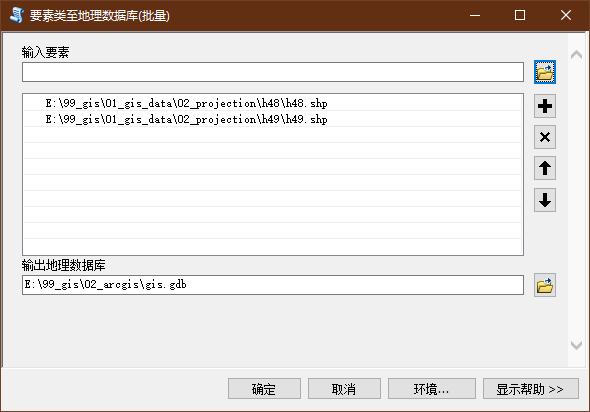 要素类至地理数据库(批量)
输入要素
E:\99_gis\01_gis_data\02_projection\h48\h48.shp
E:\99_gis\01_gis_data\02_projection\h49\h49.shp
输出地理数据库
E:\99_gis\02_arcgis\gis.gdb
确定 取消 环境... 显示帮助 >>